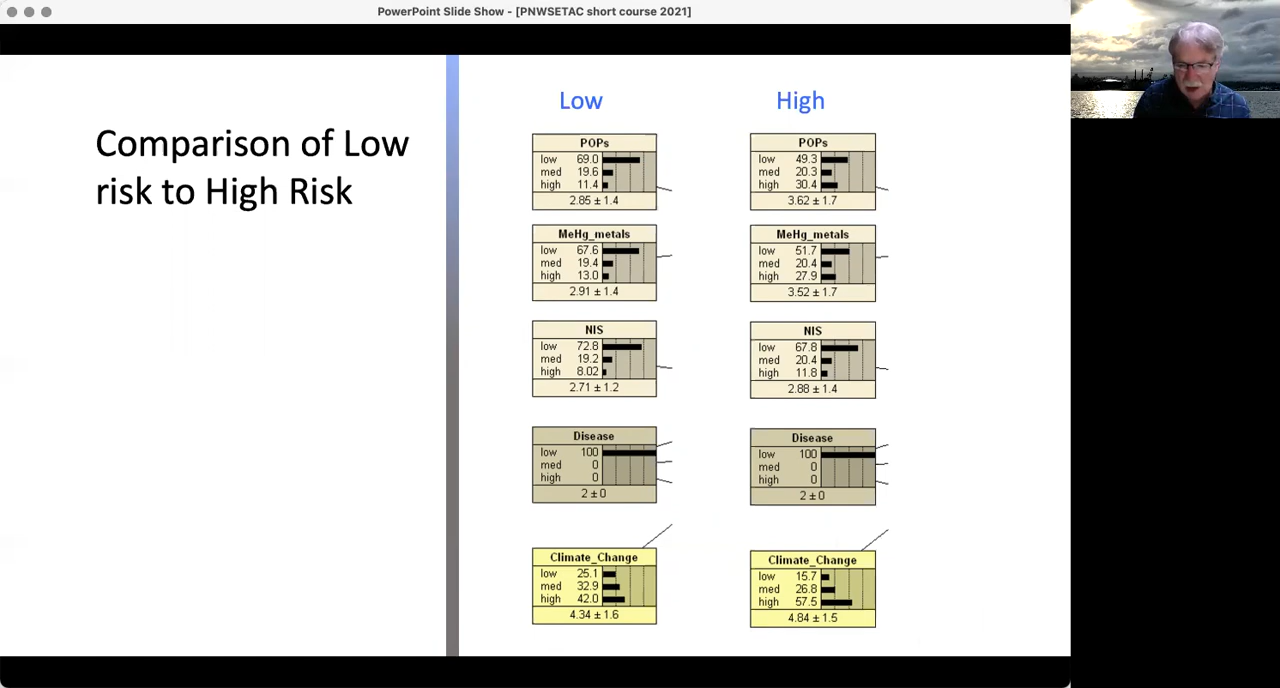 PowerPoint Slide Show - [PNWSETAC short course 2021]
Comparison of Low
risk to High Risk
Low
POPs
low 69.0
med 19.6
high 11.4
2.85 ± 1.4
MeHg_metals
low 67.6
med 19.4
high 13.0
2.91 ± 1.4
NIS
low 72.8
med 19.2
high 8.02
2.71 ± 1.2
Disease
low 100
med 0
high 0
2 ± 0
Climate_Change
low 25.1
med 32.9
high 42.0
4.34 ± 1.6
High
POPs
low 49.3
med 20.3
high 30.4
3.62 ± 1.7
MeHg_metals
low 51.7
med 20.4
high 27.9
3.52 ± 1.7
NIS
low 67.8
med 20.4
high 11.8
2.88 ± 1.4
Disease
low 100
med 0
high 0
2 ± 0
Climate_Change
low 15.7
med 26.8
high 57.5
4.84 ± 1.5